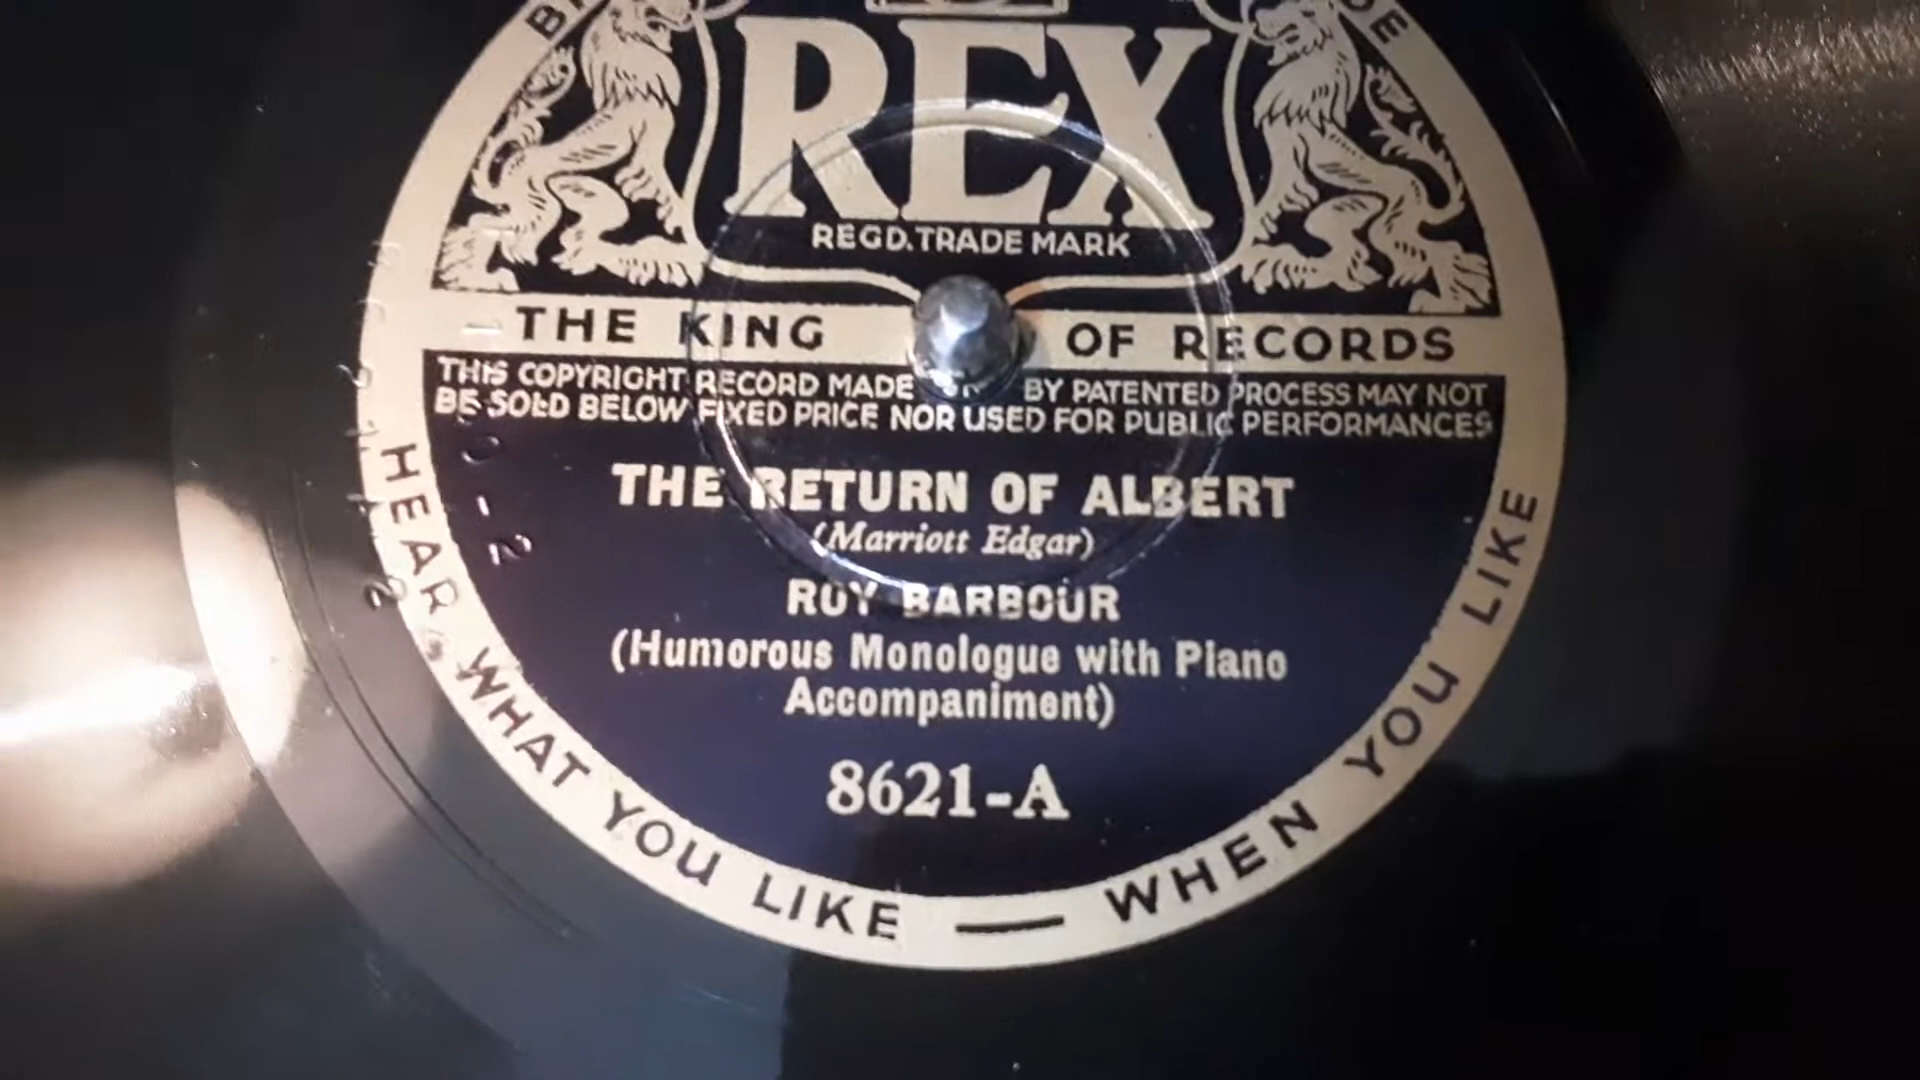 REX
REGD. TRADE MARK
THE KING OF RECORDS
THIS COPYRIGHT RECORD MADE BY PATENTED PROCESS MAY NOT
BE SOLD BELOW FIXED PRICE NOR USED FOR PUBLIC PERFORMANCES
THE RETURN OF ALBERT
(Marriott Edgar)
ROY BARBOUR
(Humorous Monologue with Piano
Accompaniment)
8621-A
HEAR WHAT YOU LIKE — WHEN YOU LIKE